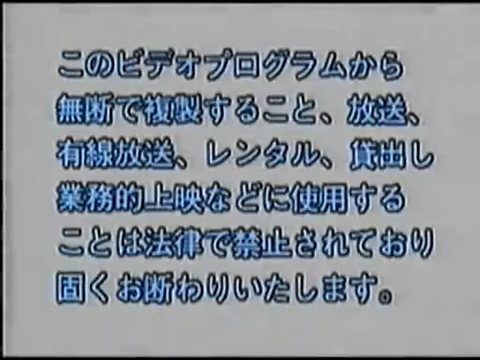 このビデオプログラムから
無断で複製すること、放送、
有線放送、レンタル、貸出し
業務的上映などに使用する
ことは法律で禁止されており
固くお断わりいたします。